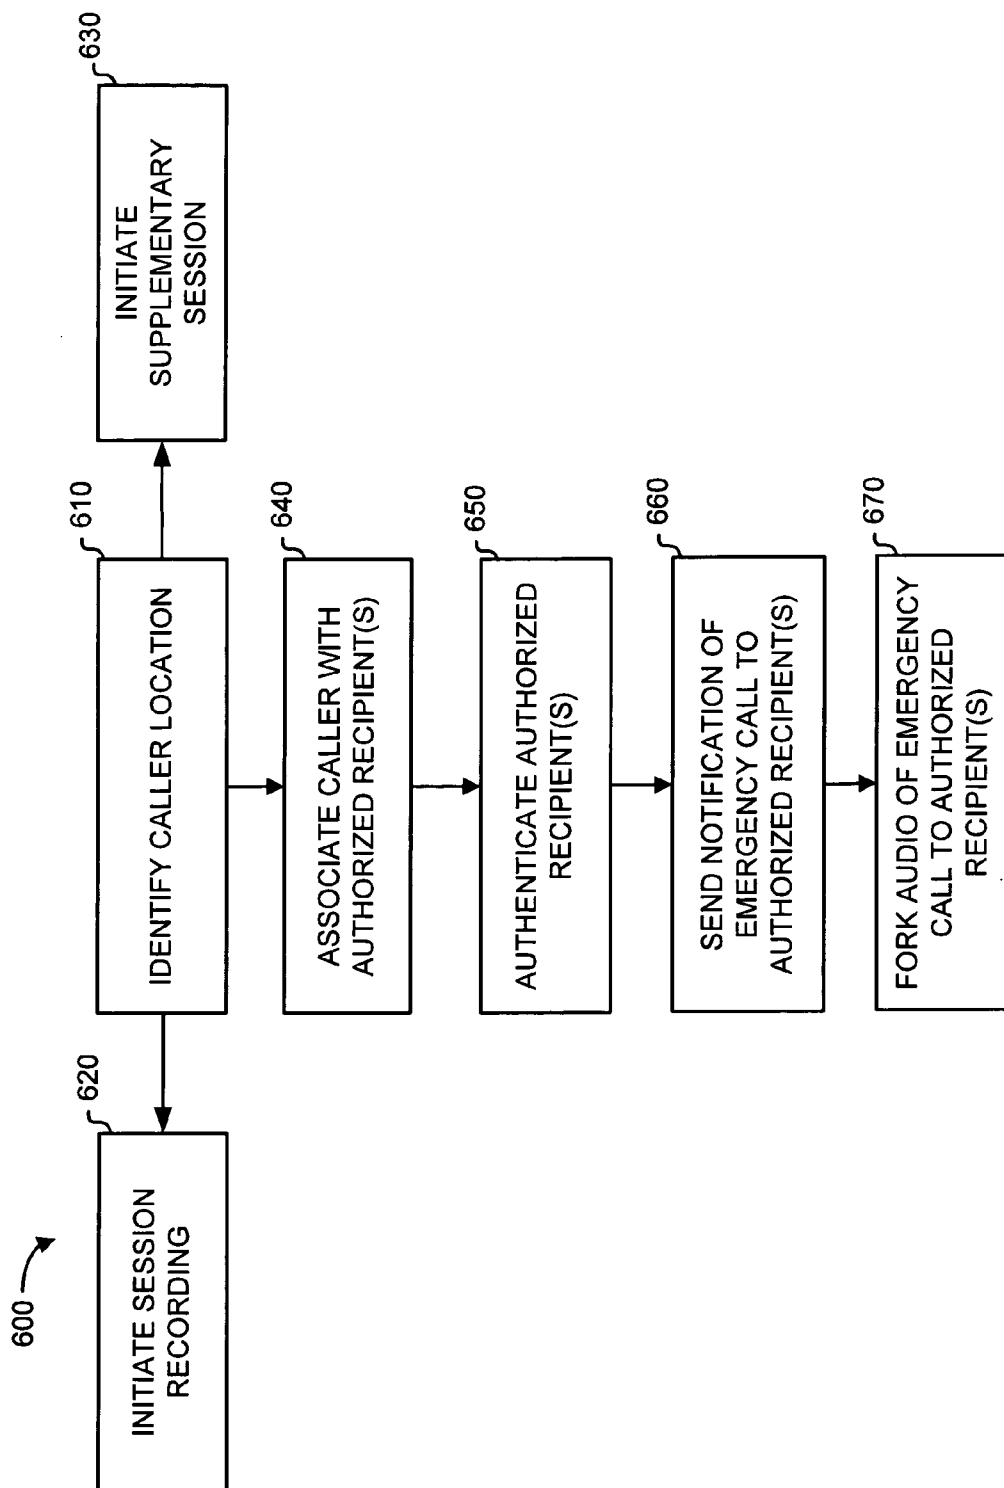 600
620
INITIATE SESSION
RECORDING
610
IDENTIFY CALLER LOCATION
630
INITIATE
SUPPLEMENTARY
SESSION
640
ASSOCIATE CALLER WITH
AUTHORIZED RECIPIENT(S)
650
AUTHENTICATE AUTHORIZED
RECIPIENT(S)
660
SEND NOTIFICATION OF
EMERGENCY CALL TO
AUTHORIZED RECIPIENT(S)
670
FORK AUDIO OF EMERGENCY
CALL TO AUTHORIZED
RECIPIENT(S)